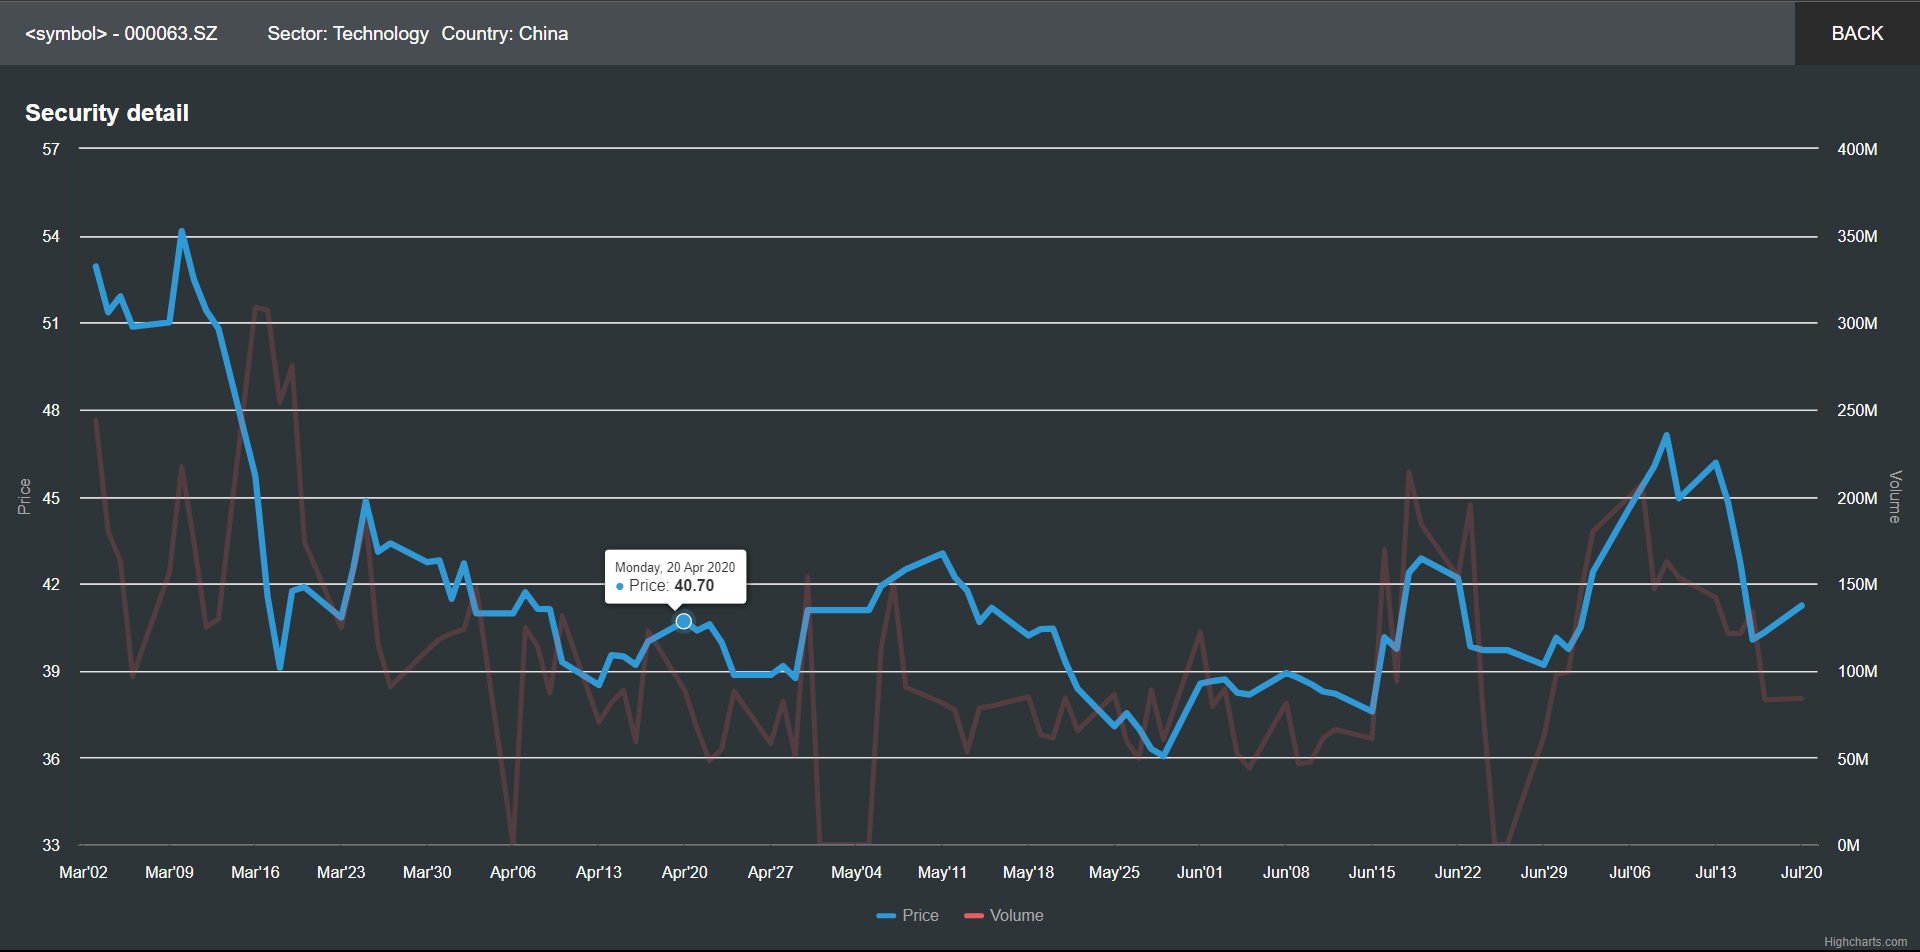 <symbol> - 000063.SZ Sector: Technology Country: China BACK
Security detail
57 400M
54 350M
51 300M
48 250M
Price 45 200M Volume
42 150M
Monday, 20 Apr 2020
● Price: 40.70
39 100M
36 50M
33 0M
Mar'02 Mar'09 Mar'16 Mar'23 Mar'30 Apr'06 Apr'13 Apr'20 Apr'27 May'04 May'11 May'18 May'25 Jun'01 Jun'08 Jun'15 Jun'22 Jun'29 Jul'06 Jul'13 Jul'20
Price Volume
Highcharts.com